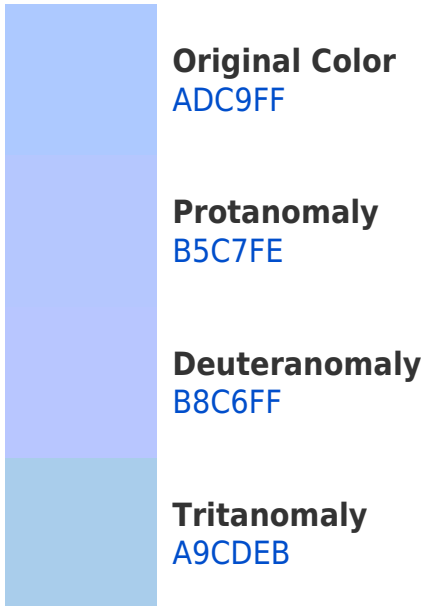 Original Color
ADC9FF
Protanomaly
B5C7FE
Deuteranomaly
B8C6FF
Tritanomaly
A9CDEB